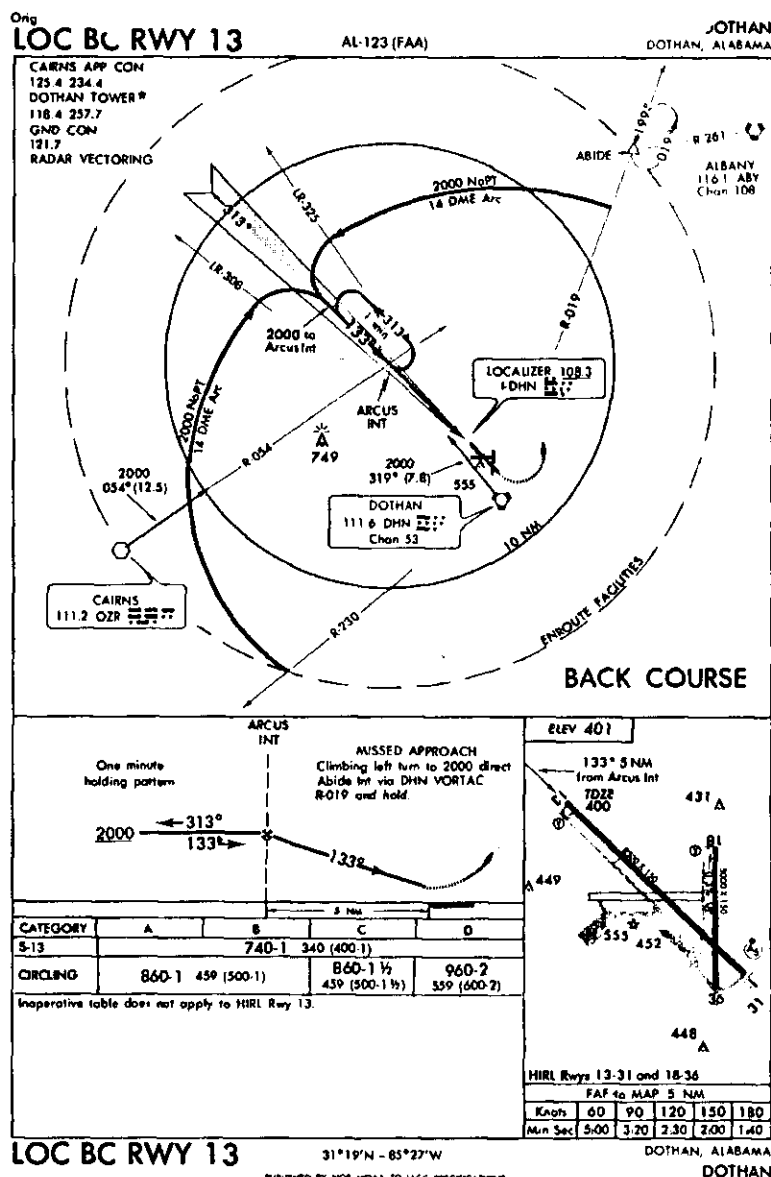 Orig
LOC BC RWY 13
AL-123 (FAA)
DOTHAN
DOTHAN, ALABAMA
CAIRNS APP CON
125.4 234.4
DOTHAN TOWER*
118.4 257.7
GND CON
121.7
RADAR VECTORING
ABIDE
199°
019°
R-261
ALBANY
116.1 ABY
Chan 108
2000 NoPT
14 DME Arc
LR-325
313°
LR-308
R-019
2000 to
Arcus Int
1 min
313°
133°
LOCALIZER 108.3
I-DHN
ARCUS
INT
2000 NoPT
14 DME Arc
R-054
749
2000
054° (12.5)
2000
319° (7.8)
555
DOTHAN
111.6 DHN
Chan 53
10 NM
CAIRNS
111.2 OZR
R-230
ENROUTE FACILITIES
BACK COURSE
ARCUS
INT
One minute
holding pattern
MISSED APPROACH
Climbing left turn to 2000 direct
Abide Int via DHN VORTAC
R-019 and hold.
2000
313°
133°
133°
5 NM
ELEV 401
133° 5 NM
from Arcus Int
TDZE
400
431
18
5000 X 150
449
555
452
36
31
448
HIRL Rwys 13-31 and 18-36
CATEGORY A B C D
S-13 740-1 340 (400-1)
CIRCLING 860-1 459 (500-1) 860-1 ½ 459 (500-1 ½) 960-2 559 (600-2)
Inoperative table does not apply to HIRL Rwy 13.
FAF to MAP 5 NM
Knots 60 90 120 150 180
Min Sec 5:00 3:20 2:30 2:00 1:40
LOC BC RWY 13
31°19'N - 85°27'W
DOTHAN, ALABAMA
DOTHAN